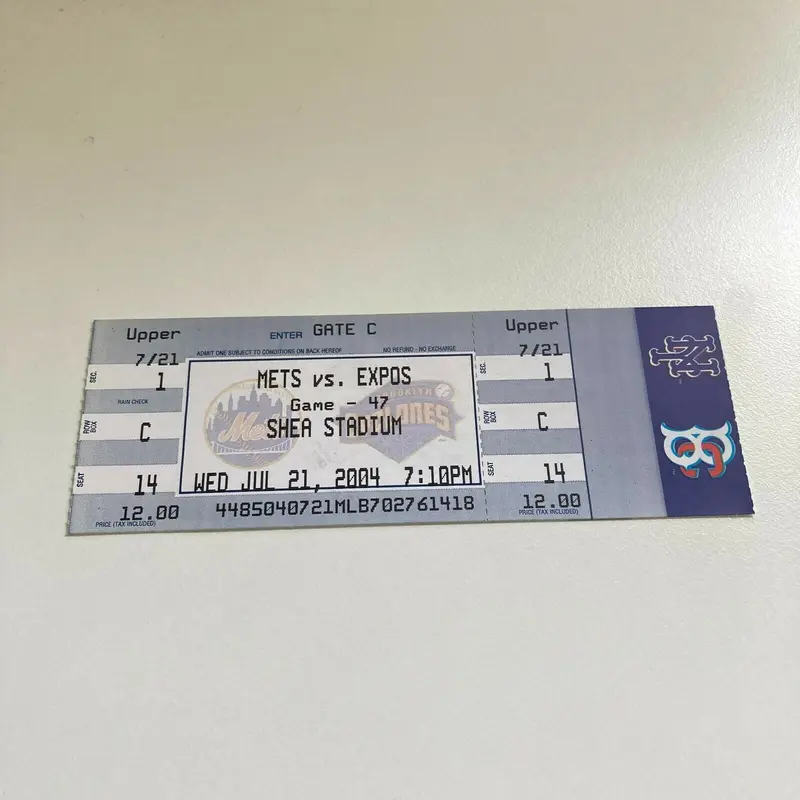 Upper
7/21
SEC.
1
RAIN CHECK
ROW
BOX
C
SEAT
14
12.00
PRICE (TAX INCLUDED)
ENTER GATE C
ADMIT ONE SUBJECT TO CONDITIONS ON BACK HEREOF NO REFUND - NO EXCHANGE
METS vs. EXPOS
Game - 47
SHEA STADIUM
WED JUL 21, 2004 7:10PM
4485040721MLB702761418
Mets
Upper
7/21
SEC.
1
ROW
BOX
C
SEAT
14
12.00
PRICE (TAX INCLUDED)
NY